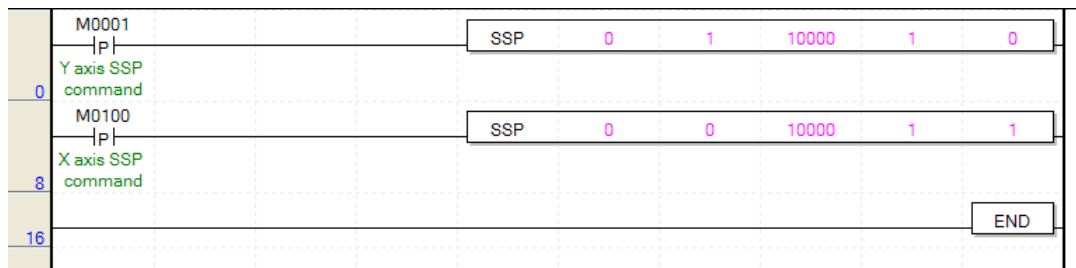 M0001
P
SSP 0 1 10000 1 0
Y axis SSP
0 command
M0100
P
SSP 0 0 10000 1 1
X axis SSP
8 command
END
16